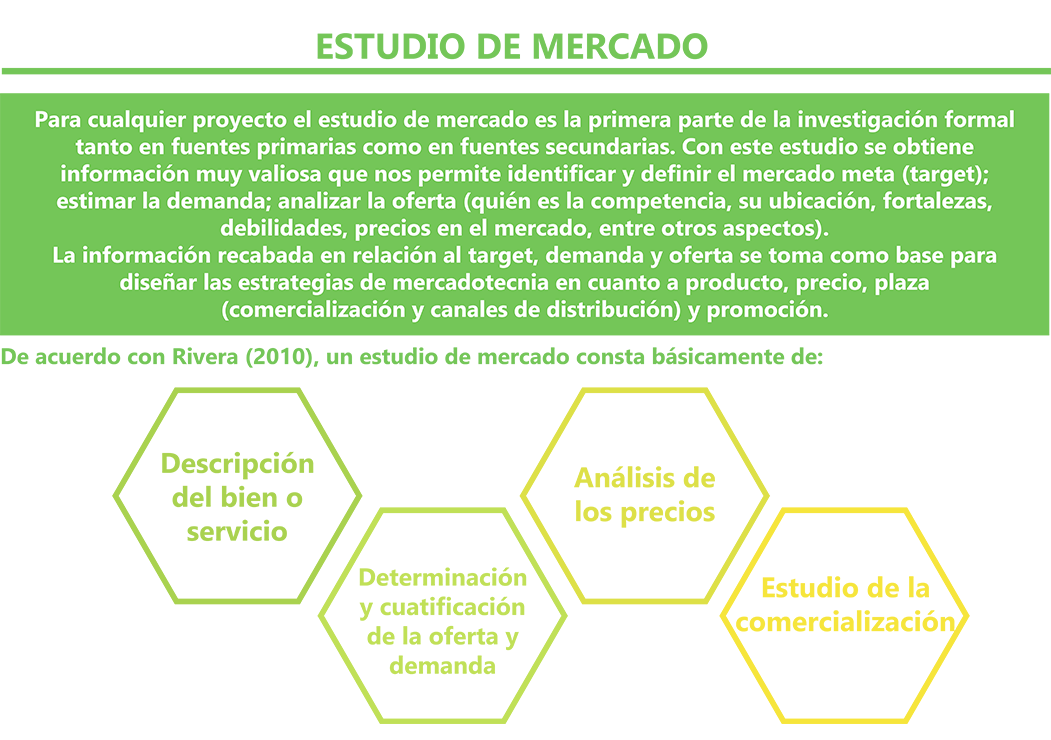 ESTUDIO DE MERCADO
Para cualquier proyecto el estudio de mercado es la primera parte de la investigación formal
tanto en fuentes primarias como en fuentes secundarias. Con este estudio se obtiene
información muy valiosa que nos permite identificar y definir el mercado meta (target);
estimar la demanda; analizar la oferta (quién es la competencia, su ubicación, fortalezas,
debilidades, precios en el mercado, entre otros aspectos).
La información recabada en relación al target, demanda y oferta se toma como base para
diseñar las estrategias de mercadotecnia en cuanto a producto, precio, plaza
(comercialización y canales de distribución) y promoción.
De acuerdo con Rivera (2010), un estudio de mercado consta básicamente de:
Descripción
del bien o
servicio
Determinación
y cuatificación
de la oferta y
demanda
Análisis de
los precios
Estudio de la
comercialización